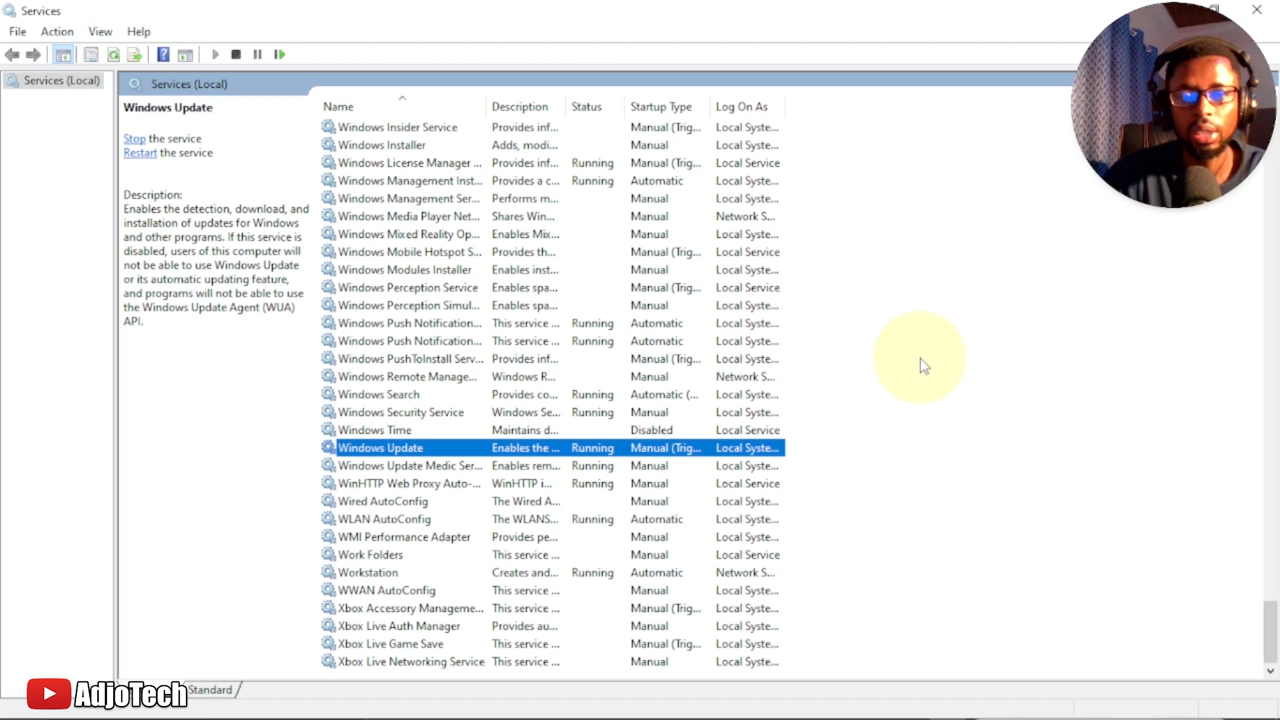 Services
File Action View Help
Services (Local)
Services (Local)
Windows Update
Stop the service
Restart the service
Description:
Enables the detection, download, and
installation of updates for Windows
and other programs. If this service is
disabled, users of this computer will
not be able to use Windows Update
or its automatic updating feature,
and programs will not be able to use
the Windows Update Agent (WUA)
API.
Name Description Status Startup Type Log On As
Windows Insider Service Provides inf... Manual (Trig... Local Syste...
Windows Installer Adds, modi... Manual Local Syste...
Windows License Manager ... Provides inf... Running Manual (Trig... Local Service
Windows Management Inst... Provides a c... Running Automatic Local Syste...
Windows Management Ser... Performs m... Manual Local Syste...
Windows Media Player Net... Shares Win... Manual Network S...
Windows Mixed Reality Op... Enables Mix... Manual Local Syste...
Windows Mobile Hotspot S... Provides th... Manual (Trig... Local Service
Windows Modules Installer Enables inst... Manual Local Syste...
Windows Perception Service Enables spa... Manual (Trig... Local Service
Windows Perception Simul... Enables spa... Manual Local Syste...
Windows Push Notification... This service ... Running Automatic Local Syste...
Windows Push Notification... This service ... Running Automatic Local Syste...
Windows PushToInstall Serv... Provides inf... Manual (Trig... Local Syste...
Windows Remote Manage... Windows R... Manual Network S...
Windows Search Provides co... Running Automatic (... Local Syste...
Windows Security Service Windows Se... Running Manual Local Syste...
Windows Time Maintains d... Disabled Local Service
Windows Update Enables the ... Running Manual (Trig... Local Syste...
Windows Update Medic Ser... Enables rem... Running Manual Local Syste...
WinHTTP Web Proxy Auto-... WinHTTP i... Running Manual Local Service
Wired AutoConfig The Wired A... Manual Local Syste...
WLAN AutoConfig The WLANS... Running Automatic Local Syste...
WMI Performance Adapter Provides pe... Manual Local Syste...
Work Folders This service ... Manual Local Service
Workstation Creates and... Running Automatic Network S...
WWAN AutoConfig This service ... Manual Local Syste...
Xbox Accessory Manageme... This service ... Manual (Trig... Local Syste...
Xbox Live Auth Manager Provides au... Manual Local Syste...
Xbox Live Game Save This service ... Manual (Trig... Local Syste...
Xbox Live Networking Service This service ... Manual Local Syste...
Standard
AdjoTech